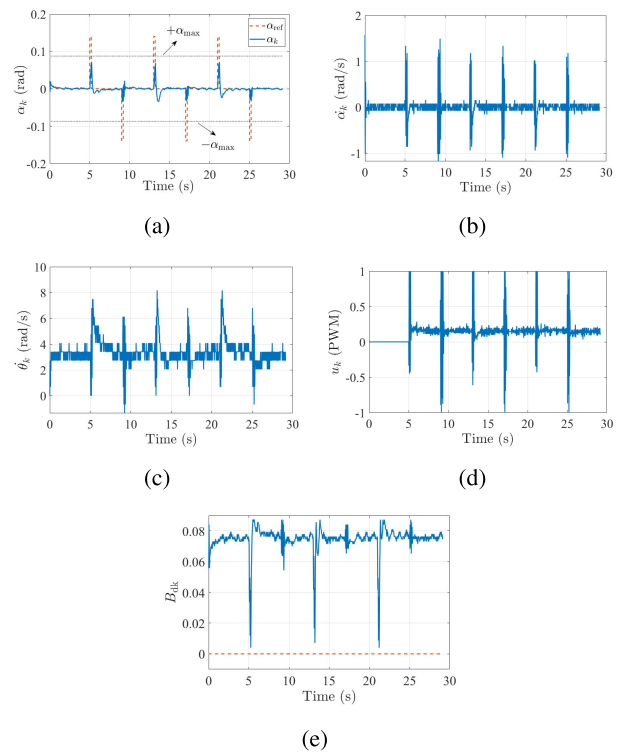 0.2
0.1
0
-0.1
-0.2
α_k (rad)
+α_max
−α_max
α_ref
α_k
0 5 10 15 20 25 30
Time (s)
(a)
2
1
0
-1
α̇_k (rad/s)
0 5 10 15 20 25 30
Time (s)
(b)
10
8
6
4
2
0
θ̇_k (rad/s)
0 5 10 15 20 25 30
Time (s)
(c)
1
0.5
0
-0.5
-1
u_k (PWM)
0 5 10 15 20 25 30
Time (s)
(d)
0.08
0.06
0.04
0.02
0
B_dk
0 5 10 15 20 25 30
Time (s)
(e)